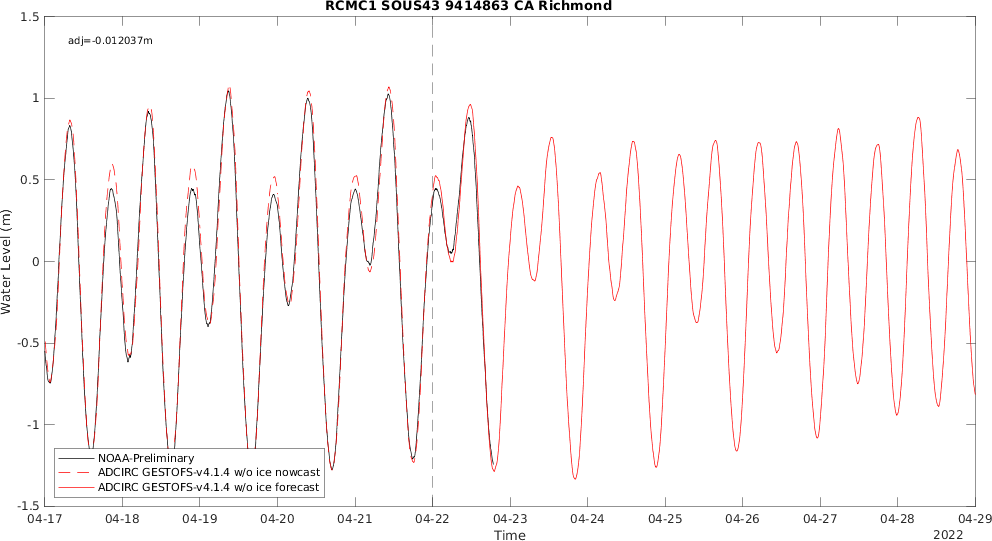 RCMC1 SOUS43 9414863 CA Richmond
adj=-0.012037m
1.5
1
0.5
0
-0.5
-1
-1.5
Water Level (m)
NOAA-Preliminary
ADCIRC GESTOFS-v4.1.4 w/o ice nowcast
ADCIRC GESTOFS-v4.1.4 w/o ice forecast
04-17 04-18 04-19 04-20 04-21 04-22 04-23 04-24 04-25 04-26 04-27 04-28 04-29
Time
2022